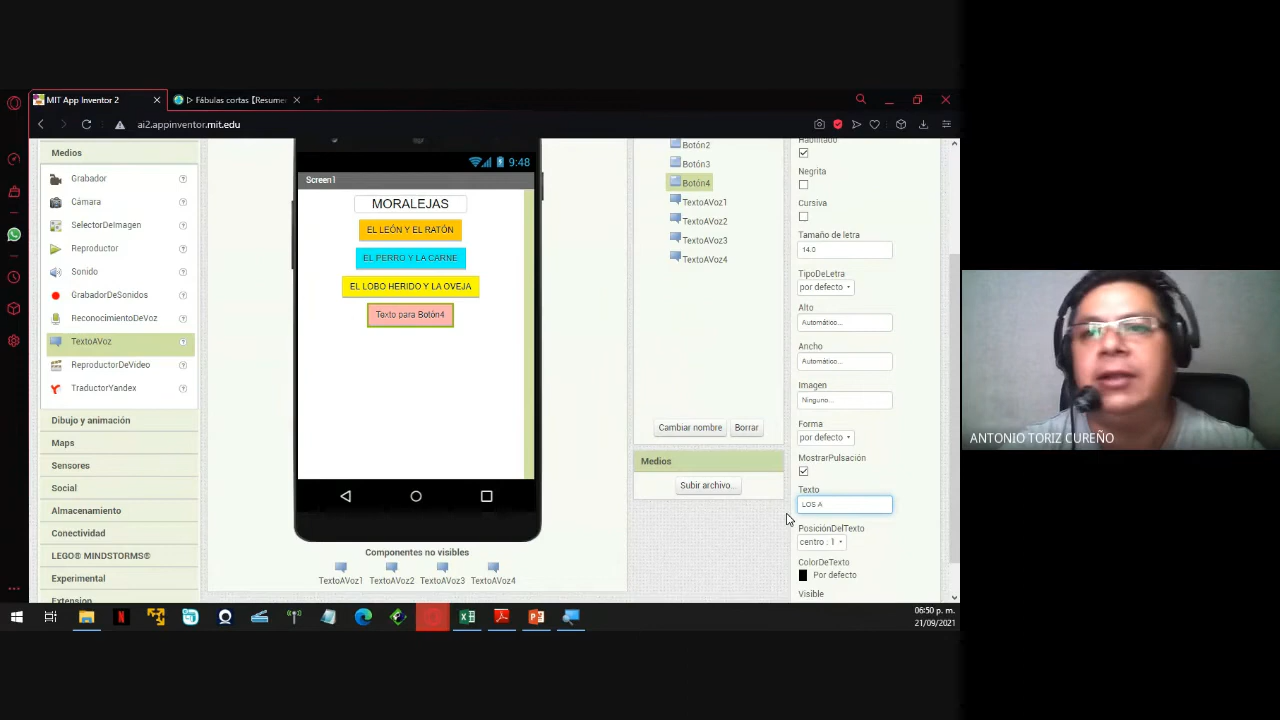 MIT App Inventor 2
Fábulas cortas【Resume
ai2.appinventor.mit.edu
Medios
Grabador
Cámara
SelectorDeImagen
Reproductor
Sonido
GrabadorDeSonidos
ReconocimientoDeVoz
TextoAVoz
ReproductorDeVideo
TraductorYandex
Dibujo y animación
Maps
Sensores
Social
Almacenamiento
Conectividad
LEGO® MINDSTORMS®
Experimental
Extension
9:48
Screen1
MORALEJAS
EL LEÓN Y EL RATÓN
EL PERRO Y LA CARNE
EL LOBO HERIDO Y LA OVEJA
Texto para Botón4
Componentes no visibles
TextoAVoz1 TextoAVoz2 TextoAVoz3 TextoAVoz4
Botón2
Botón3
Botón4
TextoAVoz1
TextoAVoz2
TextoAVoz3
TextoAVoz4
Cambiar nombre Borrar
Medios
Subir archivo...
Habilitado
Negrita
Cursiva
Tamaño de letra
14.0
TipoDeLetra
por defecto
Alto
Automático...
Ancho
Automático...
Imagen
Ninguno...
Forma
por defecto
MostrarPulsación
Texto
LOS A
PosiciónDelTexto
centro : 1
ColorDeTexto
Por defecto
Visible
06:50 p. m.
21/09/2021
ANTONIO TORIZ CUREÑO